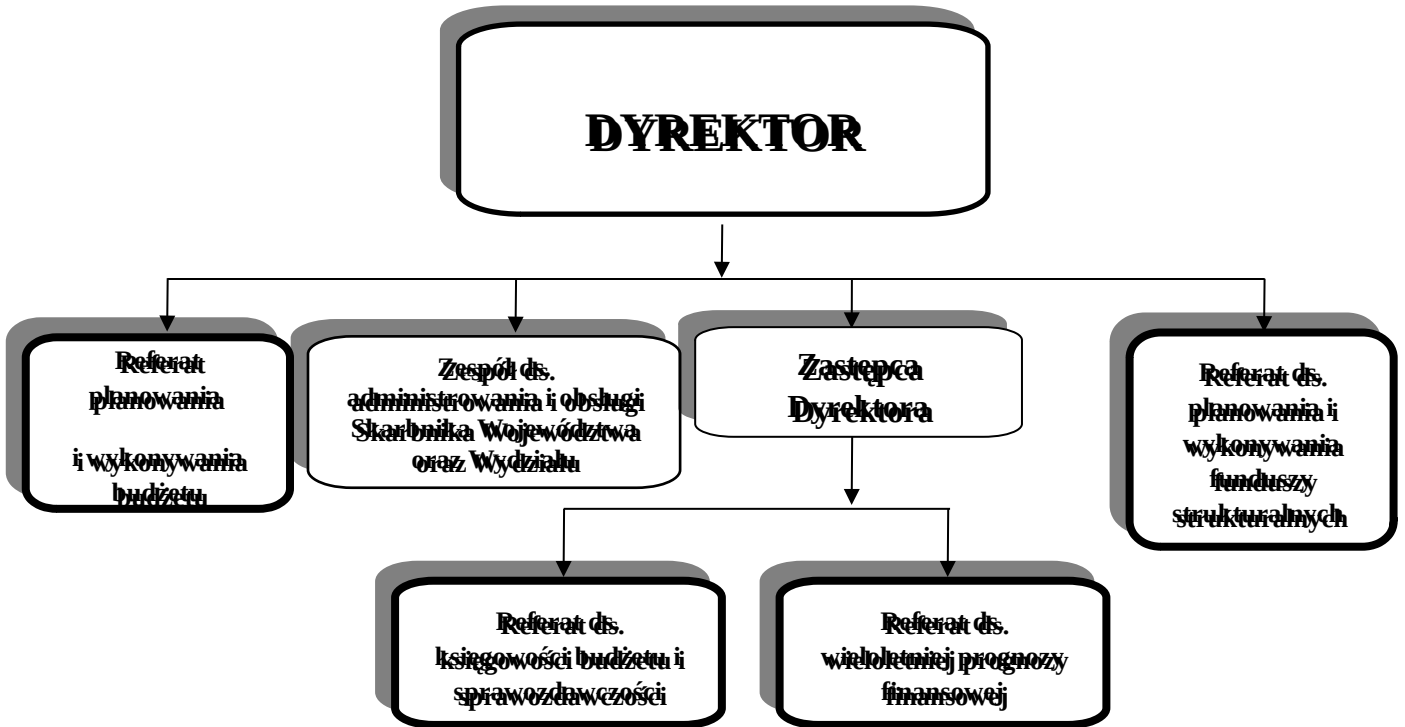 DYREKTOR
Referat
planowania
i wykonywania
budżetu
Zespół ds.
administrowania i obsługi
Skarbnika Województwa
oraz Wydziału
Zastępca
Dyrektora
Referat ds.
planowania i
wykonywania
funduszy
strukturalnych
Referat ds.
księgowości budżetu i
sprawozdawczości
Referat ds.
wieloletniej prognozy
finansowej